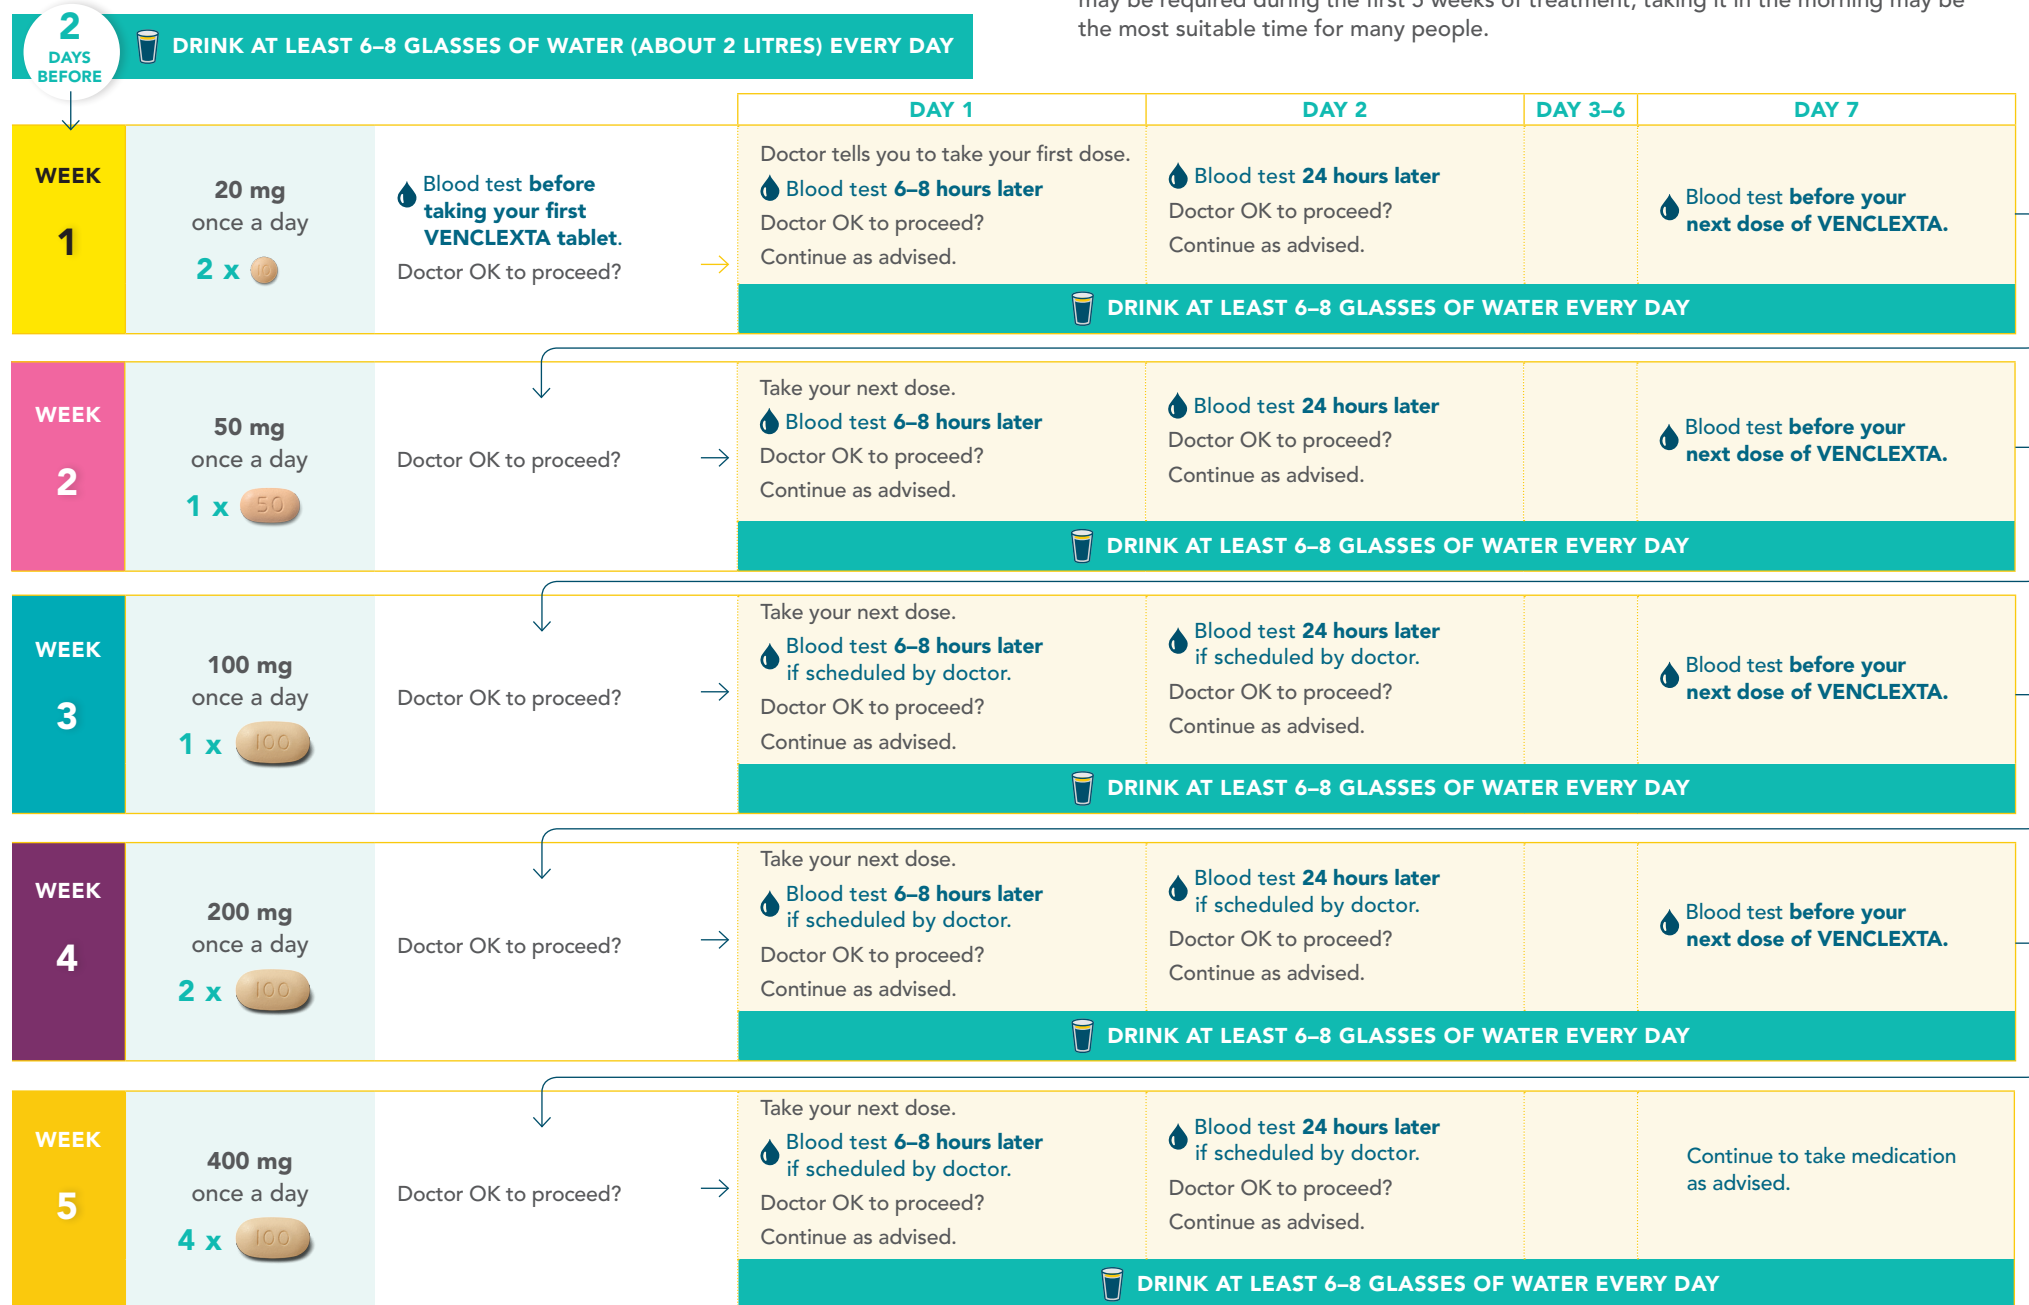 may be required during the first 5 weeks of treatment, taking it in the morning may be
the most suitable time for many people.
2
DAYS
BEFORE
DRINK AT LEAST 6–8 GLASSES OF WATER (ABOUT 2 LITRES) EVERY DAY
DAY 1
DAY 2
DAY 3–6
DAY 7
WEEK
1
20 mg
once a day
2 x
10
Blood test before
taking your first
VENCLEXTA tablet.
Doctor OK to proceed?
Doctor tells you to take your first dose.
Blood test 6–8 hours later
Doctor OK to proceed?
Continue as advised.
Blood test 24 hours later
Doctor OK to proceed?
Continue as advised.
Blood test before your
next dose of VENCLEXTA.
DRINK AT LEAST 6–8 GLASSES OF WATER EVERY DAY
WEEK
2
50 mg
once a day
1 x
50
Doctor OK to proceed?
Take your next dose.
Blood test 6–8 hours later
Doctor OK to proceed?
Continue as advised.
Blood test 24 hours later
Doctor OK to proceed?
Continue as advised.
Blood test before your
next dose of VENCLEXTA.
DRINK AT LEAST 6–8 GLASSES OF WATER EVERY DAY
WEEK
3
100 mg
once a day
1 x
100
Doctor OK to proceed?
Take your next dose.
Blood test 6–8 hours later
if scheduled by doctor.
Doctor OK to proceed?
Continue as advised.
Blood test 24 hours later
if scheduled by doctor.
Doctor OK to proceed?
Continue as advised.
Blood test before your
next dose of VENCLEXTA.
DRINK AT LEAST 6–8 GLASSES OF WATER EVERY DAY
WEEK
4
200 mg
once a day
2 x
100
Doctor OK to proceed?
Take your next dose.
Blood test 6–8 hours later
if scheduled by doctor.
Doctor OK to proceed?
Continue as advised.
Blood test 24 hours later
if scheduled by doctor.
Doctor OK to proceed?
Continue as advised.
Blood test before your
next dose of VENCLEXTA.
DRINK AT LEAST 6–8 GLASSES OF WATER EVERY DAY
WEEK
5
400 mg
once a day
4 x
100
Doctor OK to proceed?
Take your next dose.
Blood test 6–8 hours later
if scheduled by doctor.
Doctor OK to proceed?
Continue as advised.
Blood test 24 hours later
if scheduled by doctor.
Doctor OK to proceed?
Continue as advised.
Continue to take medication
as advised.
DRINK AT LEAST 6–8 GLASSES OF WATER EVERY DAY